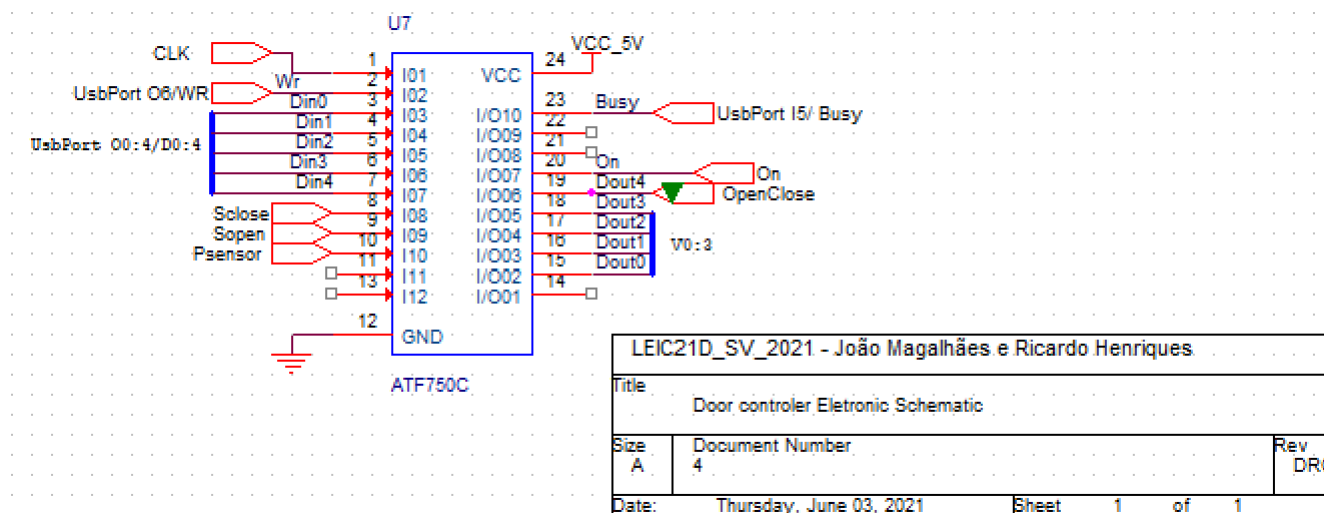 U7
CLK
UsbPort O6/WR
UsbPort O0:4/D0:4
Sclose
Sopen
Psensor
Wr
Din0
Din1
Din2
Din3
Din4
1
2
3
4
5
6
7
8
9
10
11
13
12
I01
I02
I03
I04
I05
I06
I07
I08
I09
I10
I11
I12
GND
VCC
I/O10
I/O09
I/O08
I/O07
I/O06
I/O05
I/O04
I/O03
I/O02
I/O01
24
23
22
21
20
19
18
17
16
15
14
VCC_5V
Busy
On
Dout4
Dout3
Dout2
Dout1
Dout0
UsbPort I5/ Busy
On
OpenClose
V0:3
ATF750C
LEIC21D_SV_2021 - João Magalhães e Ricardo Henriques
Title
Door controler Eletronic Schematic
Size
A
Document Number
4
Rev
Date:
Thursday, June 03, 2021
Sheet 1 of 1